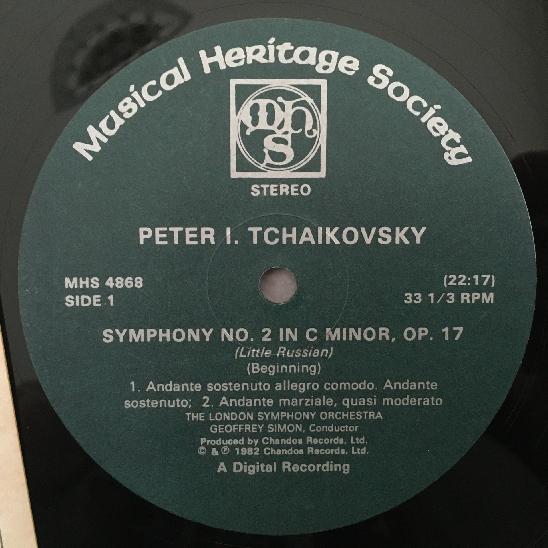 Musical Heritage Society
mhs
STEREO
PETER I. TCHAIKOVSKY
MHS 4868 (22:17)
SIDE 1 33 1/3 RPM
SYMPHONY NO. 2 IN C MINOR, OP. 17
(Little Russian)
(Beginning)
1. Andante sostenuto allegro comodo. Andante
sostenuto; 2. Andante marziale, quasi moderato
THE LONDON SYMPHONY ORCHESTRA
GEOFFREY SIMON, Conductor
Produced by Chandos Records, Ltd.
© & ℗ 1982 Chandos Records, Ltd.
A Digital Recording